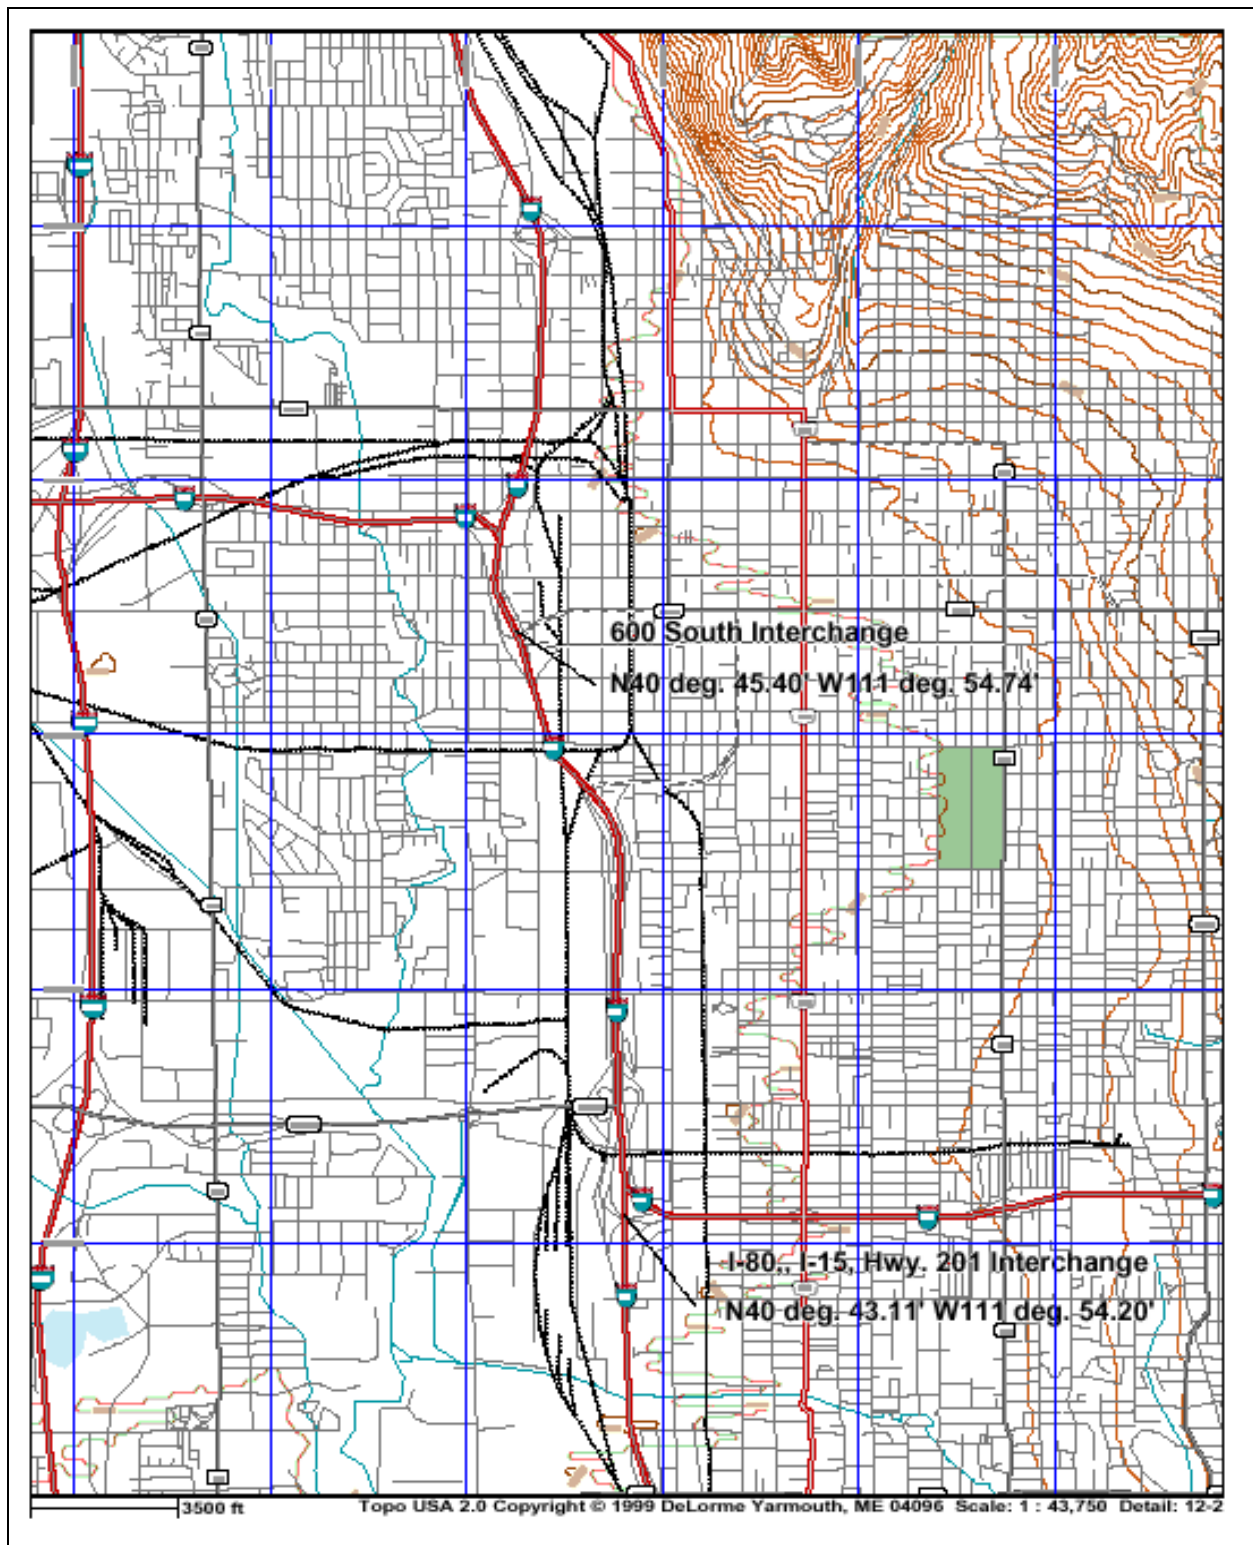 600 South Interchange
N40 deg. 45.40' W111 deg. 54.74'
I-80,, I-15, Hwy. 201 Interchange
N40 deg. 43.11' W111 deg. 54.20'
3500 ft
Topo USA 2.0 Copyright © 1999 DeLorme Yarmouth, ME 04096 Scale: 1 : 43,750 Detail: 12-2